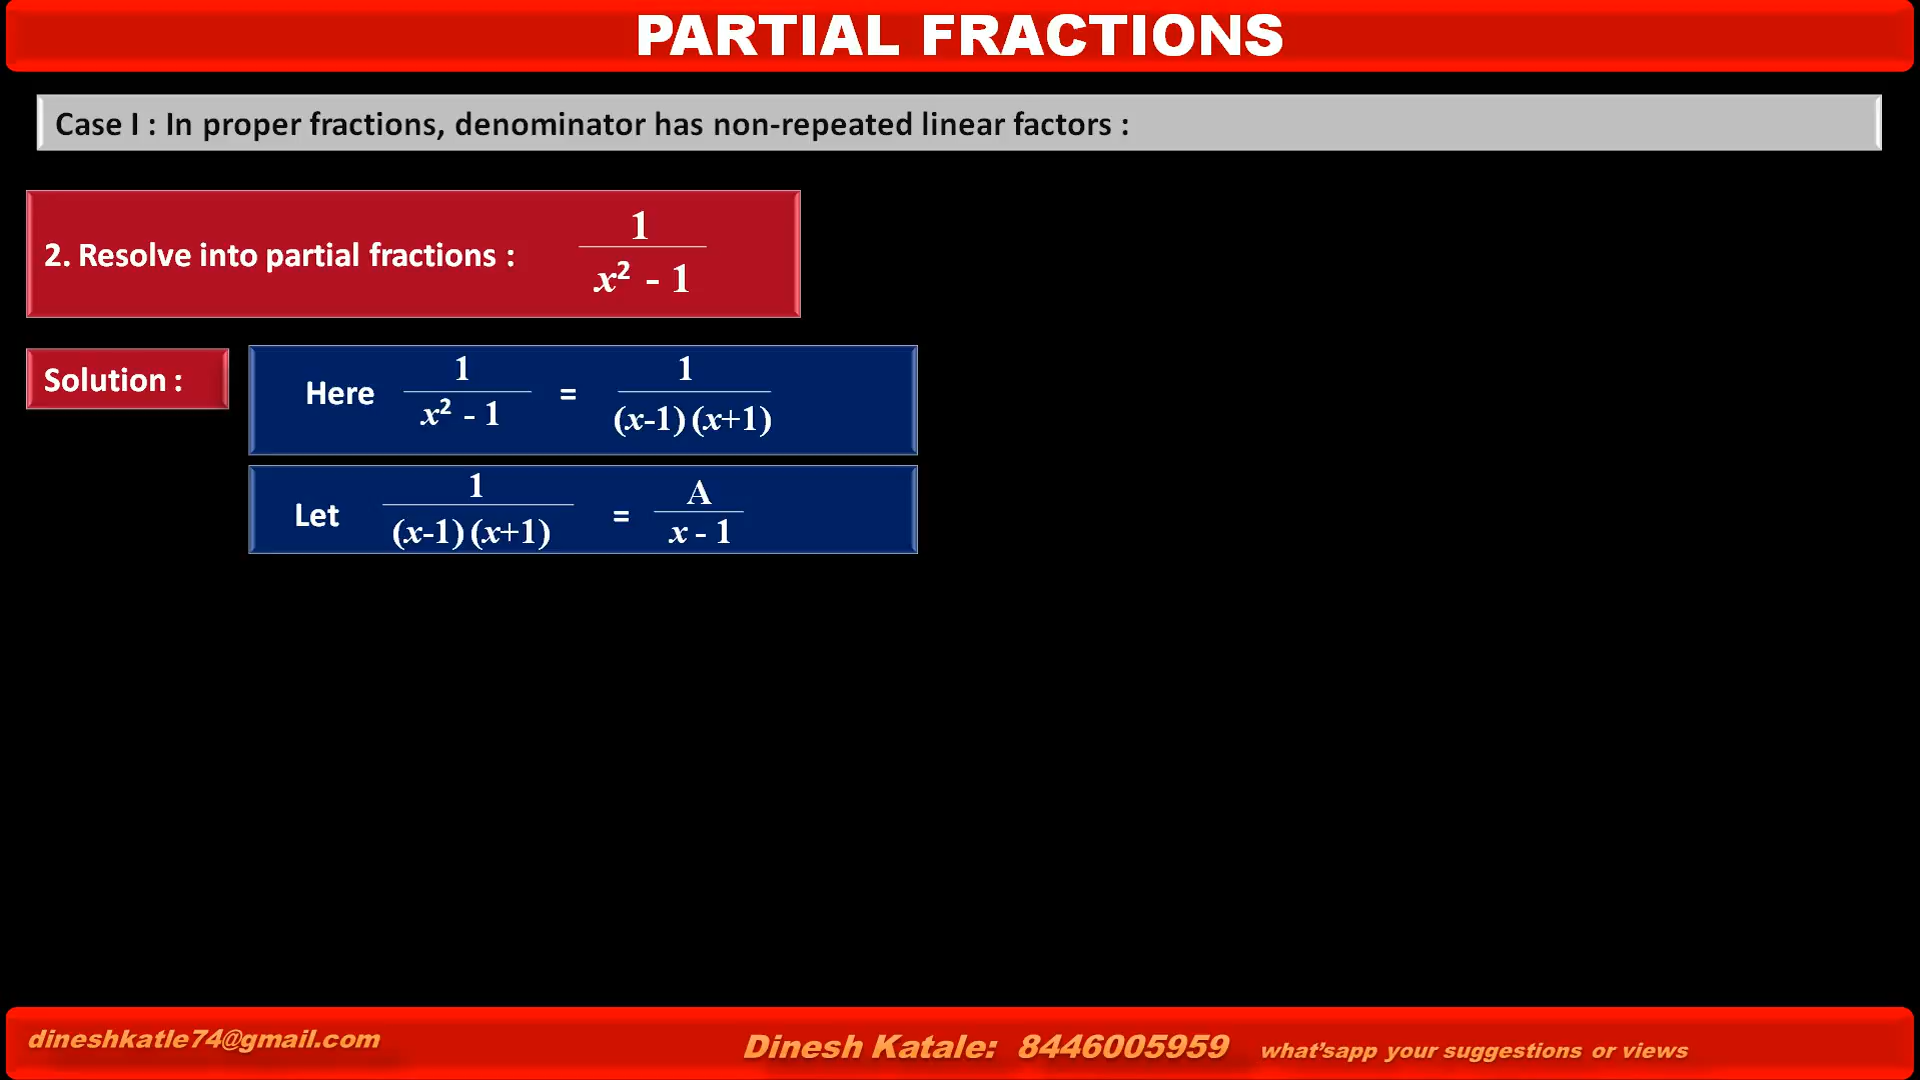 PARTIAL FRACTIONS
Case I : In proper fractions, denominator has non-repeated linear factors :
2. Resolve into partial fractions : 1 / x² - 1
Solution :
Here 1 / x² - 1 = 1 / (x-1) (x+1)
Let 1 / (x-1) (x+1) = A / x - 1
dineshkatle74@gmail.com
Dinesh Katale: 8446005959 what'sapp your suggestions or views